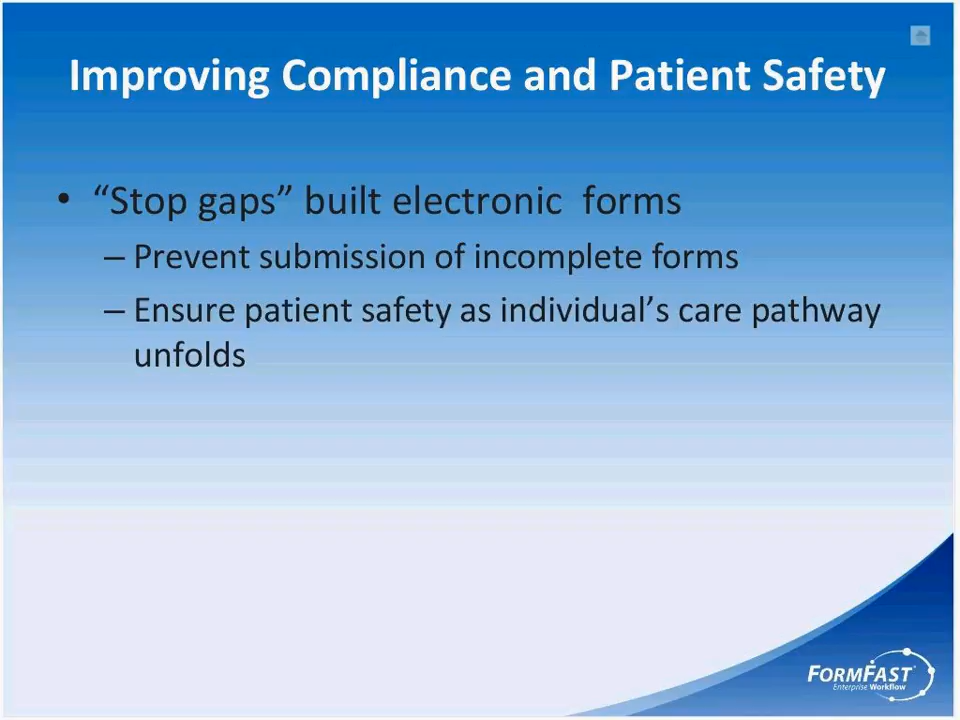 Improving Compliance and Patient Safety
• “Stop gaps” built electronic  forms
– Prevent submission of incomplete forms
– Ensure patient safety as individual’s care pathway
unfolds
FORMFAST
Enterprise Workflow